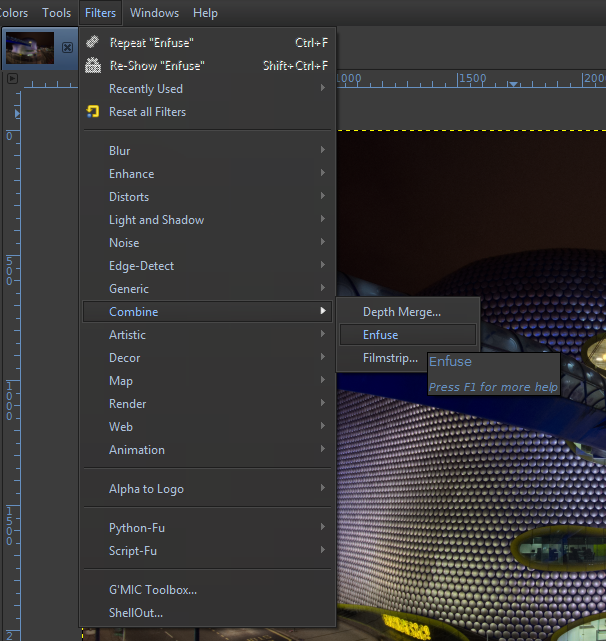 Colors Tools Filters Windows Help
Repeat "Enfuse" Ctrl+F
Re-Show "Enfuse" Shift+Ctrl+F
Recently Used
Reset all Filters
1000 1500 2000
0
500
1000
1500
2
Blur
Enhance
Distorts
Light and Shadow
Noise
Edge-Detect
Generic
Combine
Depth Merge...
Artistic
Enfuse
Decor
Filmstrip...
Enfuse
Map
Press F1 for more help
Render
Web
Animation
Alpha to Logo
Python-Fu
Script-Fu
G'MIC Toolbox...
ShellOut...